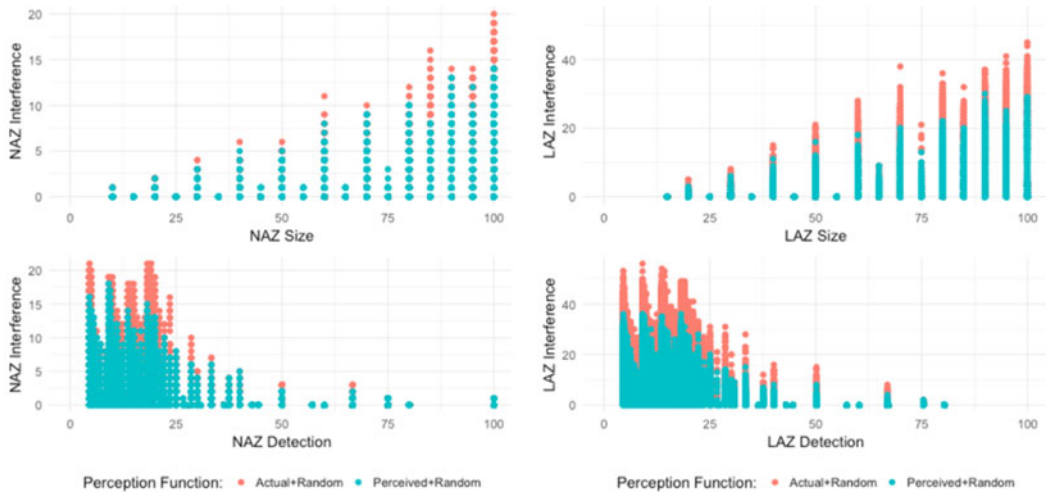 20
15
10
5
0
NAZ Interference
0 25 50 75 100
NAZ Size
40
20
0
LAZ Interference
0 25 50 75 100
LAZ Size
20
15
10
5
0
NAZ Interference
0 25 50 75 100
NAZ Detection
40
20
0
LAZ Interference
0 25 50 75 100
LAZ Detection
Perception Function: Actual+Random Perceived+Random
Perception Function: Actual+Random Perceived+Random